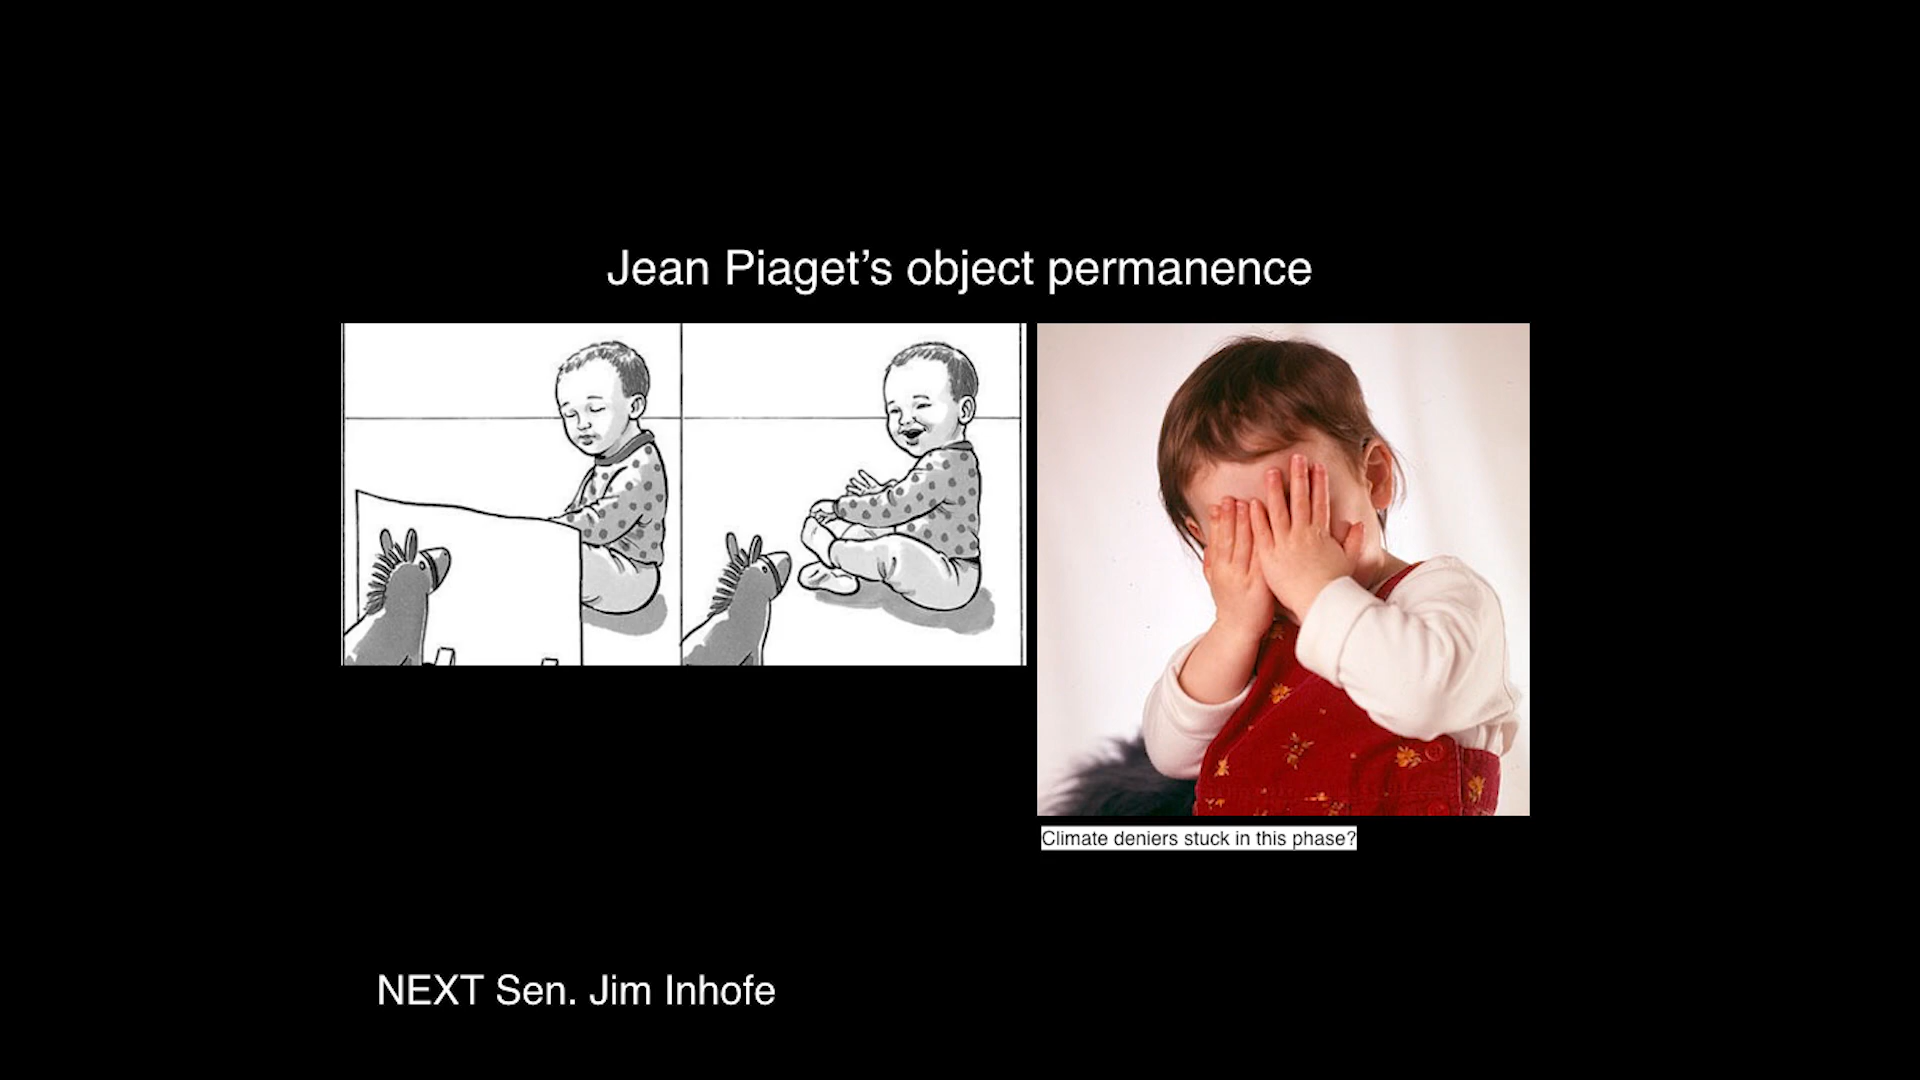 Jean Piaget’s object permanence
Climate deniers stuck in this phase?
NEXT Sen. Jim Inhofe